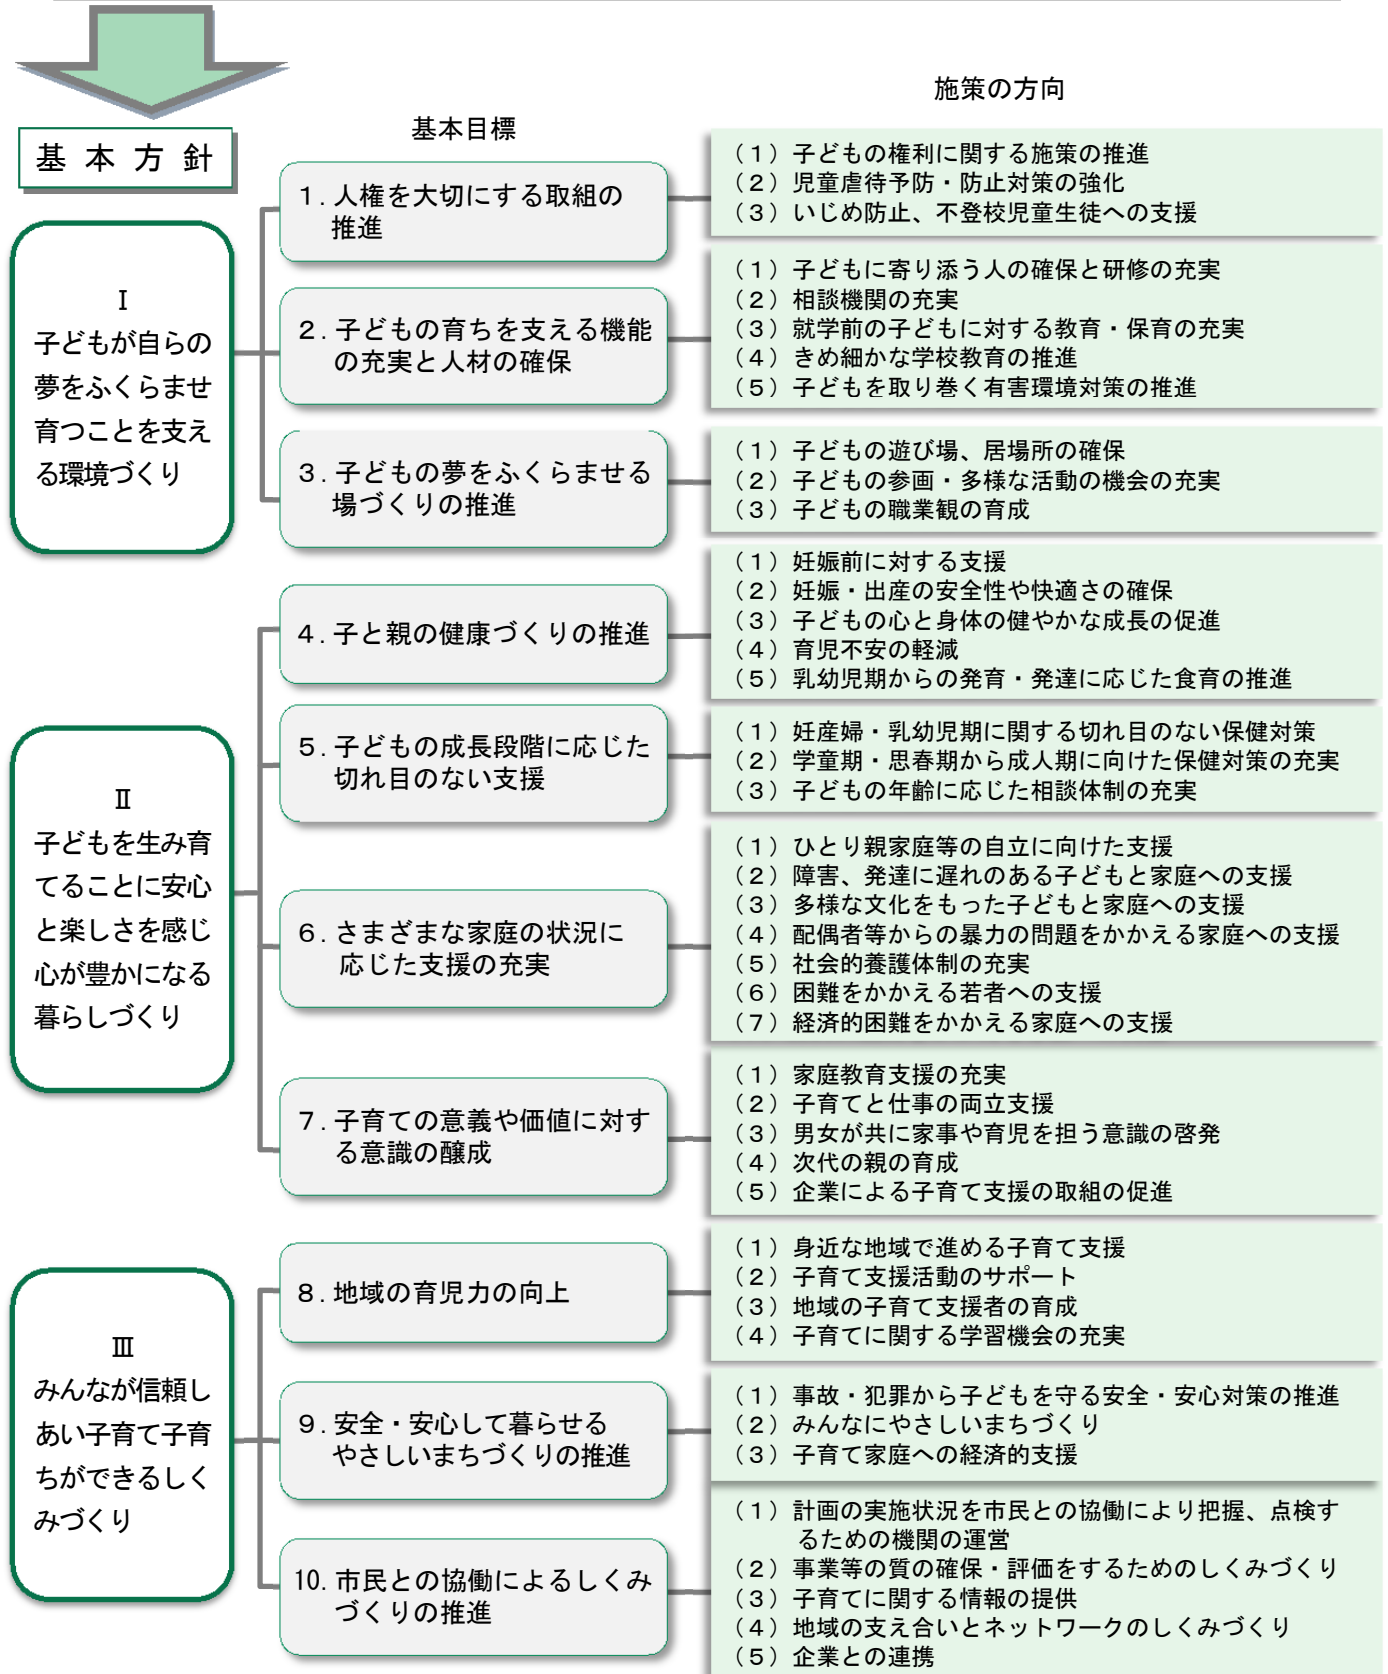 施策の方向
基本目標
基本方針
Ⅰ
子どもが自らの
夢をふくらませ
育つことを支え
る環境づくり
１．人権を大切にする取組の
推進
（１）子どもの権利に関する施策の推進
（２）児童虐待予防・防止対策の強化
（３）いじめ防止、不登校児童生徒への支援
２．子どもの育ちを支える機能
の充実と人材の確保
（１）子どもに寄り添う人の確保と研修の充実
（２）相談機関の充実
（３）就学前の子どもに対する教育・保育の充実
（４）きめ細かな学校教育の推進
（５）子どもを取り巻く有害環境対策の推進
３．子どもの夢をふくらませる
場づくりの推進
（１）子どもの遊び場、居場所の確保
（２）子どもの参画・多様な活動の機会の充実
（３）子どもの職業観の育成
Ⅱ
子どもを生み育
てることに安心
と楽しさを感じ
心が豊かになる
暮らしづくり
４．子と親の健康づくりの推進
（１）妊娠前に対する支援
（２）妊娠・出産の安全性や快適さの確保
（３）子どもの心と身体の健やかな成長の促進
（４）育児不安の軽減
（５）乳幼児期からの発育・発達に応じた食育の推進
５．子どもの成長段階に応じた
切れ目のない支援
（１）妊産婦・乳幼児期に関する切れ目のない保健対策
（２）学童期・思春期から成人期に向けた保健対策の充実
（３）子どもの年齢に応じた相談体制の充実
６．さまざまな家庭の状況に
応じた支援の充実
（１）ひとり親家庭等の自立に向けた支援
（２）障害、発達に遅れのある子どもと家庭への支援
（３）多様な文化をもった子どもと家庭への支援
（４）配偶者等からの暴力の問題をかかえる家庭への支援
（５）社会的養護体制の充実
（６）困難をかかえる若者への支援
（７）経済的困難をかかえる家庭への支援
７．子育ての意義や価値に対す
る意識の醸成
（１）家庭教育支援の充実
（２）子育てと仕事の両立支援
（３）男女が共に家事や育児を担う意識の啓発
（４）次代の親の育成
（５）企業による子育て支援の取組の促進
Ⅲ
みんなが信頼し
あい子育て子育
ちができるしく
みづくり
８．地域の育児力の向上
（１）身近な地域で進める子育て支援
（２）子育て支援活動のサポート
（３）地域の子育て支援者の育成
（４）子育てに関する学習機会の充実
９．安全・安心して暮らせる
やさしいまちづくりの推進
（１）事故・犯罪から子どもを守る安全・安心対策の推進
（２）みんなにやさしいまちづくり
（３）子育て家庭への経済的支援
10．市民との協働によるしくみ
づくりの推進
（１）計画の実施状況を市民との協働により把握、点検す
るための機関の運営
（２）事業等の質の確保・評価をするためのしくみづくり
（３）子育てに関する情報の提供
（４）地域の支え合いとネットワークのしくみづくり
（５）企業との連携